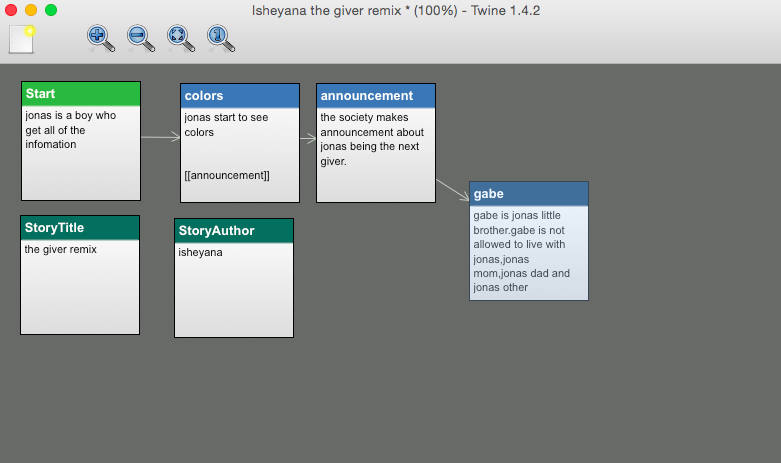 Isheyana the giver remix * (100%) - Twine 1.4.2
Start
jonas is a boy who
get all of the
infomation
colors
jonas start to see
colors
[[announcement]]
announcement
the society makes
announcement about
jonas being the next
giver.
gabe
gabe is jonas little
brother.gabe is not
allowed to live with
jonas,jonas
mom,jonas dad and
jonas other
StoryTitle
the giver remix
StoryAuthor
isheyana